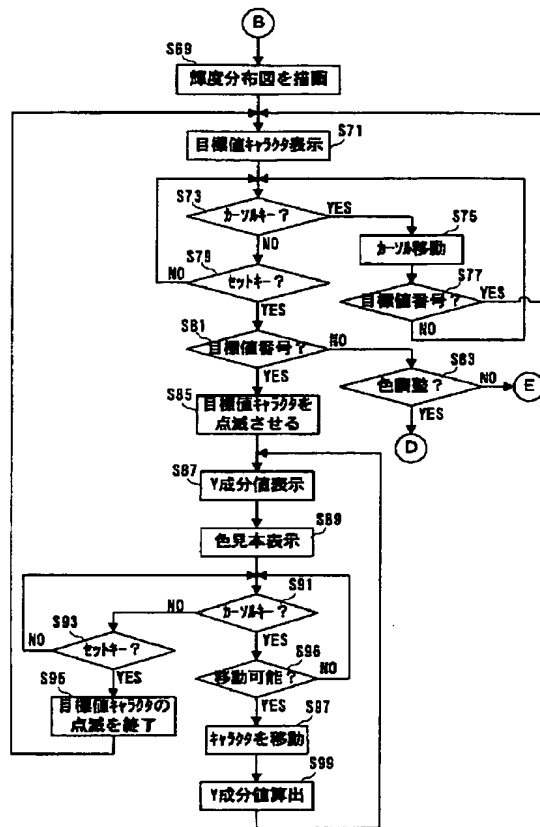 B
S69
輝度分布図を描画
S71
目標値キャラクタ表示
S73
カーソルキー？
YES
NO
S75
カーソル移動
S77
目標値番号？
YES
NO
S79
セットキー？
NO
YES
S81
目標値番号？
NO
YES
S83
色調整？
NO
E
YES
D
S85
目標値キャラクタを
点滅させる
S87
Y成分値表示
S89
色見本表示
S91
カーソルキー？
NO
YES
S93
セットキー？
NO
YES
S95
目標値キャラクタの
点滅を終了
S96
移動可能？
NO
YES
S97
キャラクタを移動
S99
Y成分値算出